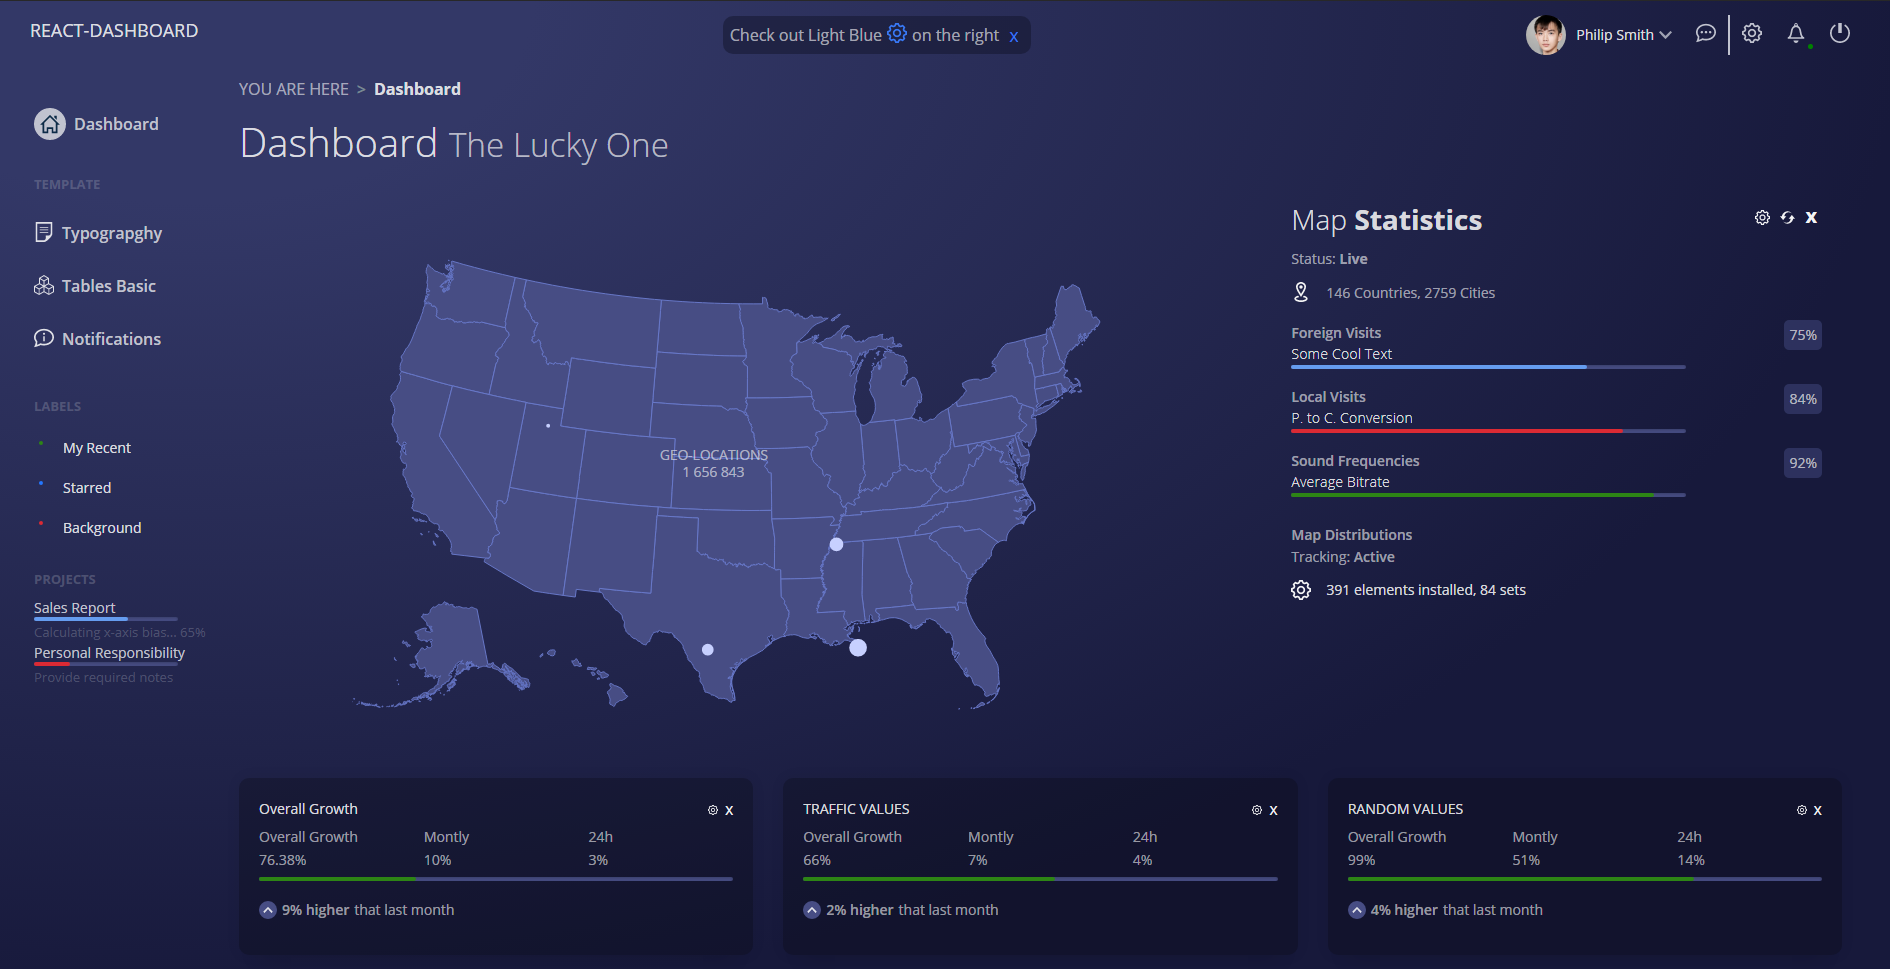 REACT-DASHBOARD
Check out Light Blue on the right x
Philip Smith
YOU ARE HERE > Dashboard
Dashboard The Lucky One
Dashboard
TEMPLATE
Typograpghy
Tables Basic
Notifications
LABELS
My Recent
Starred
Background
PROJECTS
Sales Report
Calculating x-axis bias... 65%
Personal Responsibility
Provide required notes
GEO-LOCATIONS
1 656 843
Map Statistics
X
Status: Live
146 Countries, 2759 Cities
Foreign Visits
75%
Some Cool Text
Local Visits
84%
P. to C. Conversion
Sound Frequencies
92%
Average Bitrate
Map Distributions
Tracking: Active
391 elements installed, 84 sets
Overall Growth
X
Overall Growth Montly 24h
76.38% 10% 3%
9% higher that last month
TRAFFIC VALUES
X
Overall Growth Montly 24h
66% 7% 4%
2% higher that last month
RANDOM VALUES
X
Overall Growth Montly 24h
99% 51% 14%
4% higher that last month